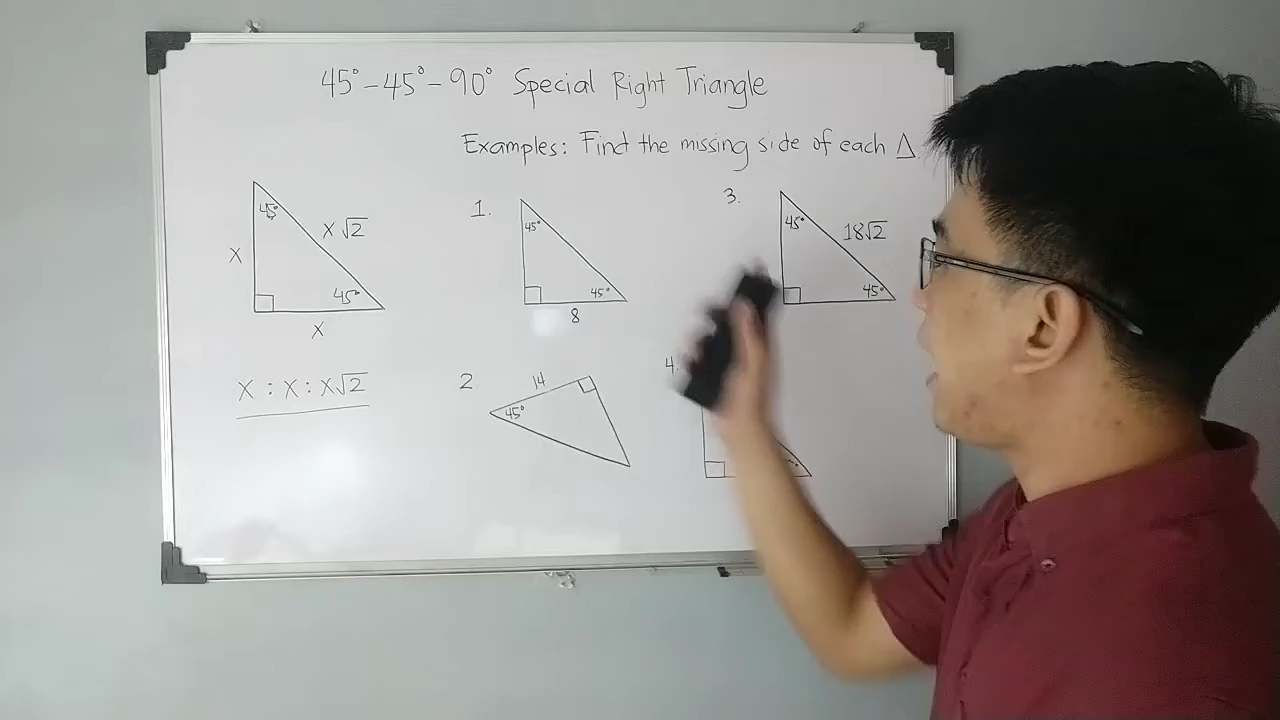 45°-45°-90° Special Right Triangle
Examples: Find the missing side of each Δ.
45°
x
x√2
45°
x
x : x : x√2
1.
45°
45°
8
2.
14
45°
3.
45°
18√2
45°
4.